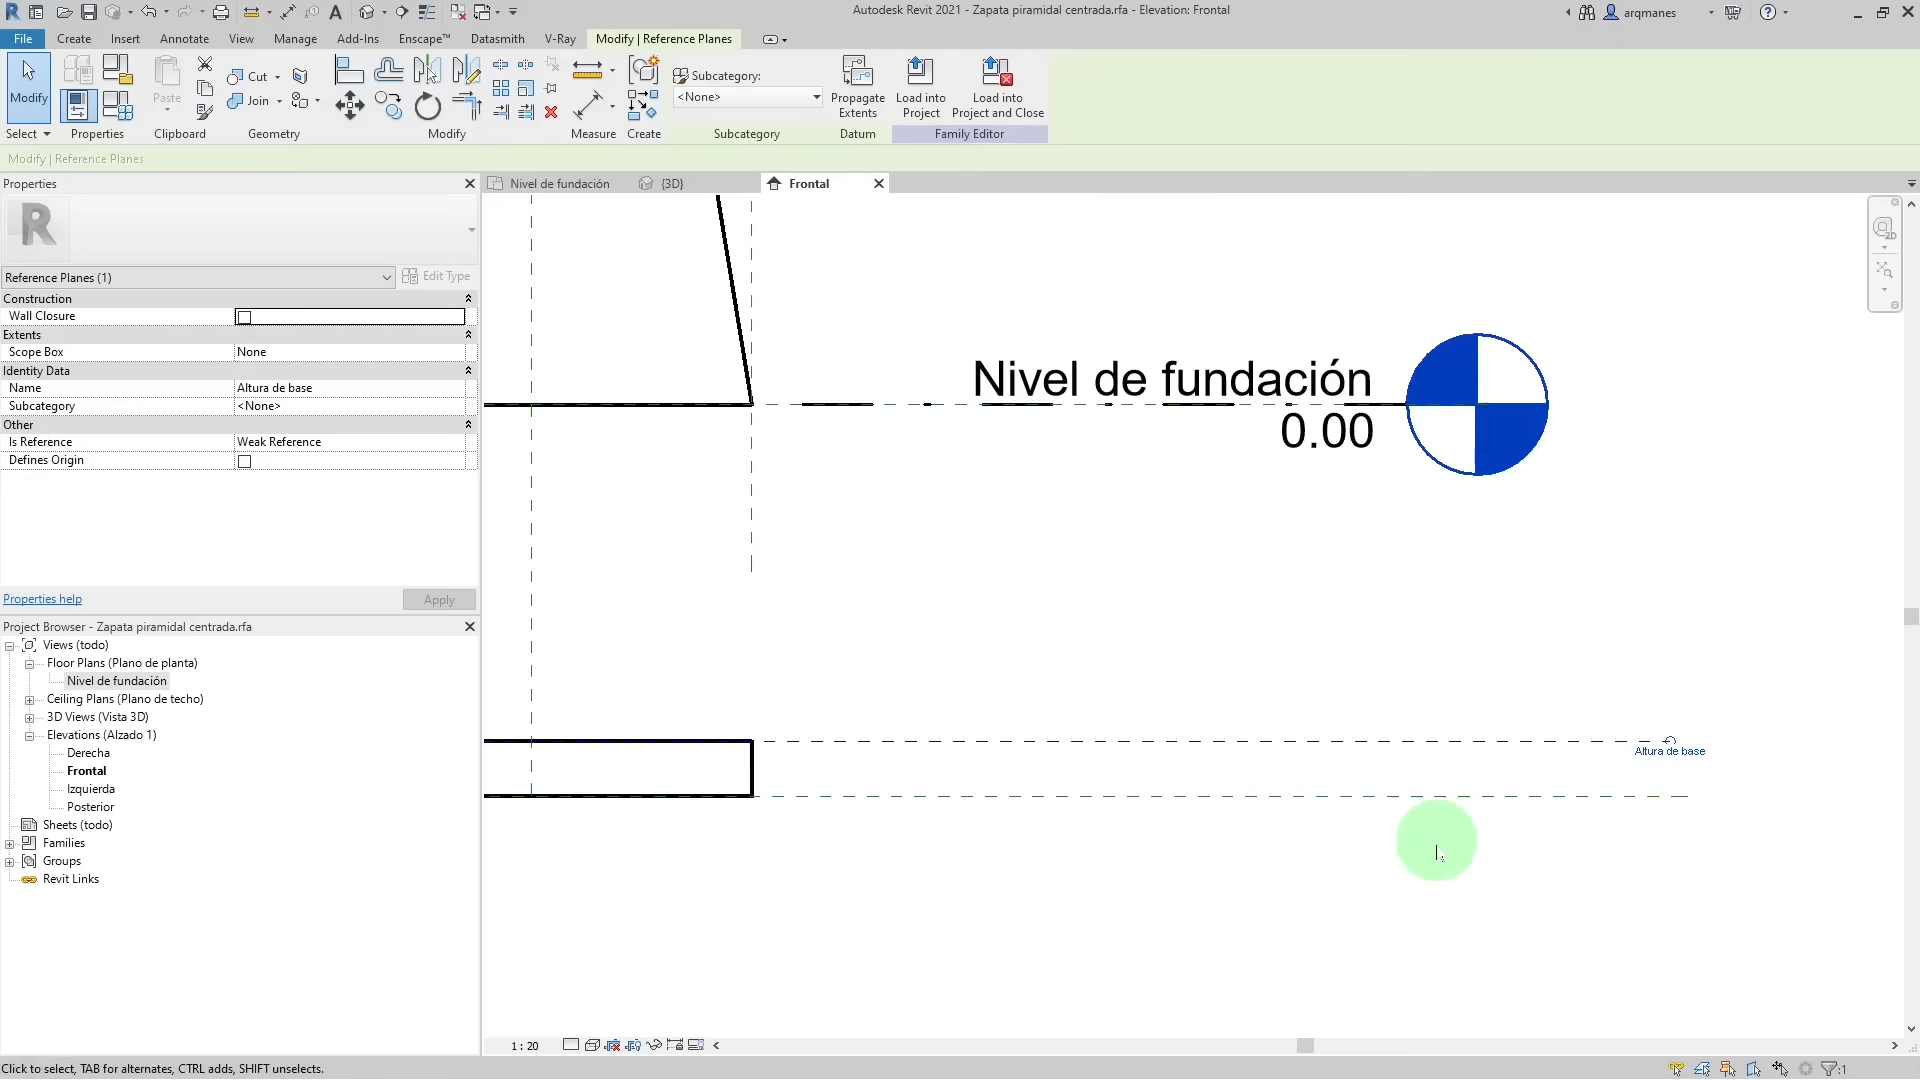 Autodesk Revit 2021 - Zapata piramidal centrada.rfa - Elevation: Frontal
arqmanes
File Create Insert Annotate View Manage Add-Ins Enscape™ Datasmith V-Ray Modify | Reference Planes
Modify
Paste
Cut
Join
Subcategory:
<None>
Propagate Extents
Load into Project
Load into Project and Close
Select Properties Clipboard Geometry Modify Measure Create Subcategory Datum Family Editor
Modify | Reference Planes
Properties
R
Reference Planes (1)
Edit Type
Construction
Wall Closure
Extents
Scope Box None
Identity Data
Name Altura de base
Subcategory <None>
Other
Is Reference Weak Reference
Defines Origin
Properties help
Apply
Project Browser - Zapata piramidal centrada.rfa
Views (todo)
Floor Plans (Plano de planta)
Nivel de fundación
Ceiling Plans (Plano de techo)
3D Views (Vista 3D)
Elevations (Alzado 1)
Derecha
Frontal
Izquierda
Posterior
Sheets (todo)
Families
Groups
Revit Links
Nivel de fundación {3D} Frontal
2D
Nivel de fundación
0.00
Altura de base
1 : 20
Click to select, TAB for alternates, CTRL adds, SHIFT unselects.
:1